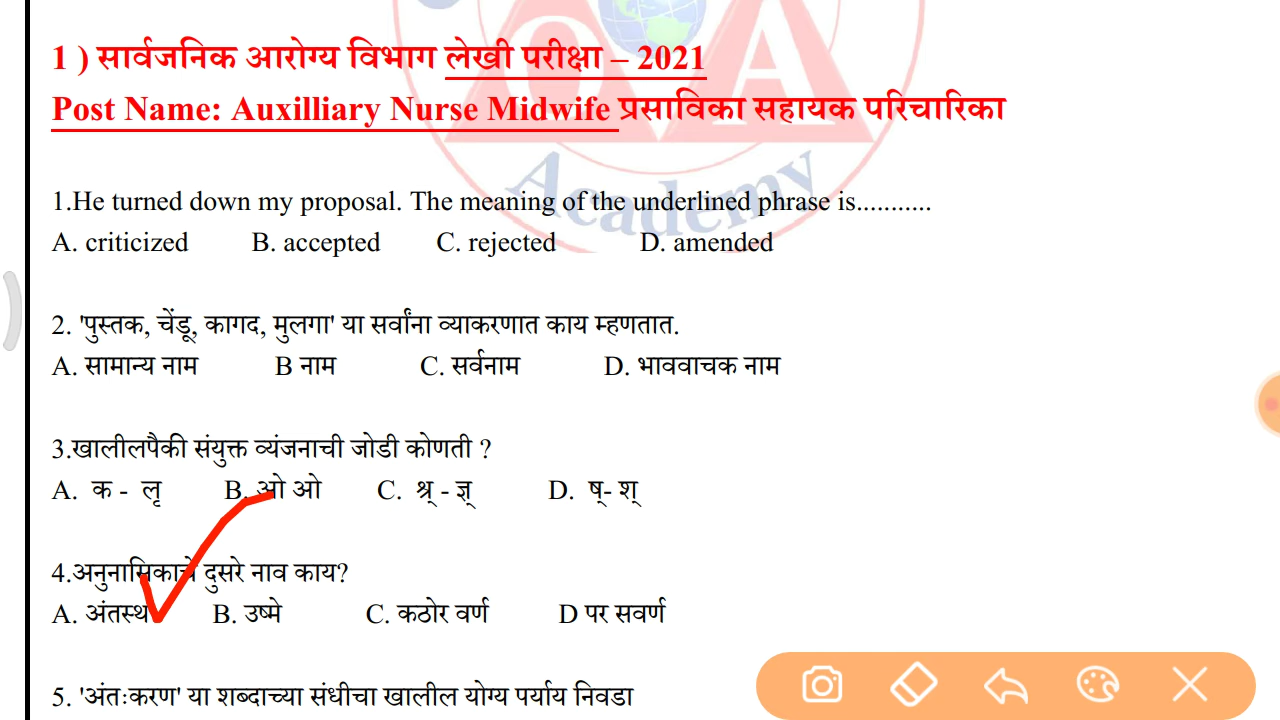 1 ) सार्वजनिक आरोग्य विभाग लेखी परीक्षा – 2021
Post Name: Auxilliary Nurse Midwife प्रसाविका सहायक परिचारिका
Academy
1.He turned down my proposal. The meaning of the underlined phrase is...........
A. criticized B. accepted C. rejected D. amended
2. 'पुस्तक, चेंडू, कागद, मुलगा' या सर्वांना व्याकरणात काय म्हणतात.
A. सामान्य नाम B नाम C. सर्वनाम D. भाववाचक नाम
3.खालीलपैकी संयुक्त व्यंजनाची जोडी कोणती ?
A. क - लृ B. ओ ओ C. श्र् - ज्ञ् D. ष्- श्
4.अनुनासिकाचे दुसरे नाव काय?
A. अंतस्थ B. उष्मे C. कठोर वर्ण D पर सवर्ण
5. 'अंतःकरण' या शब्दाच्या संधीचा खालील योग्य पर्याय निवडा